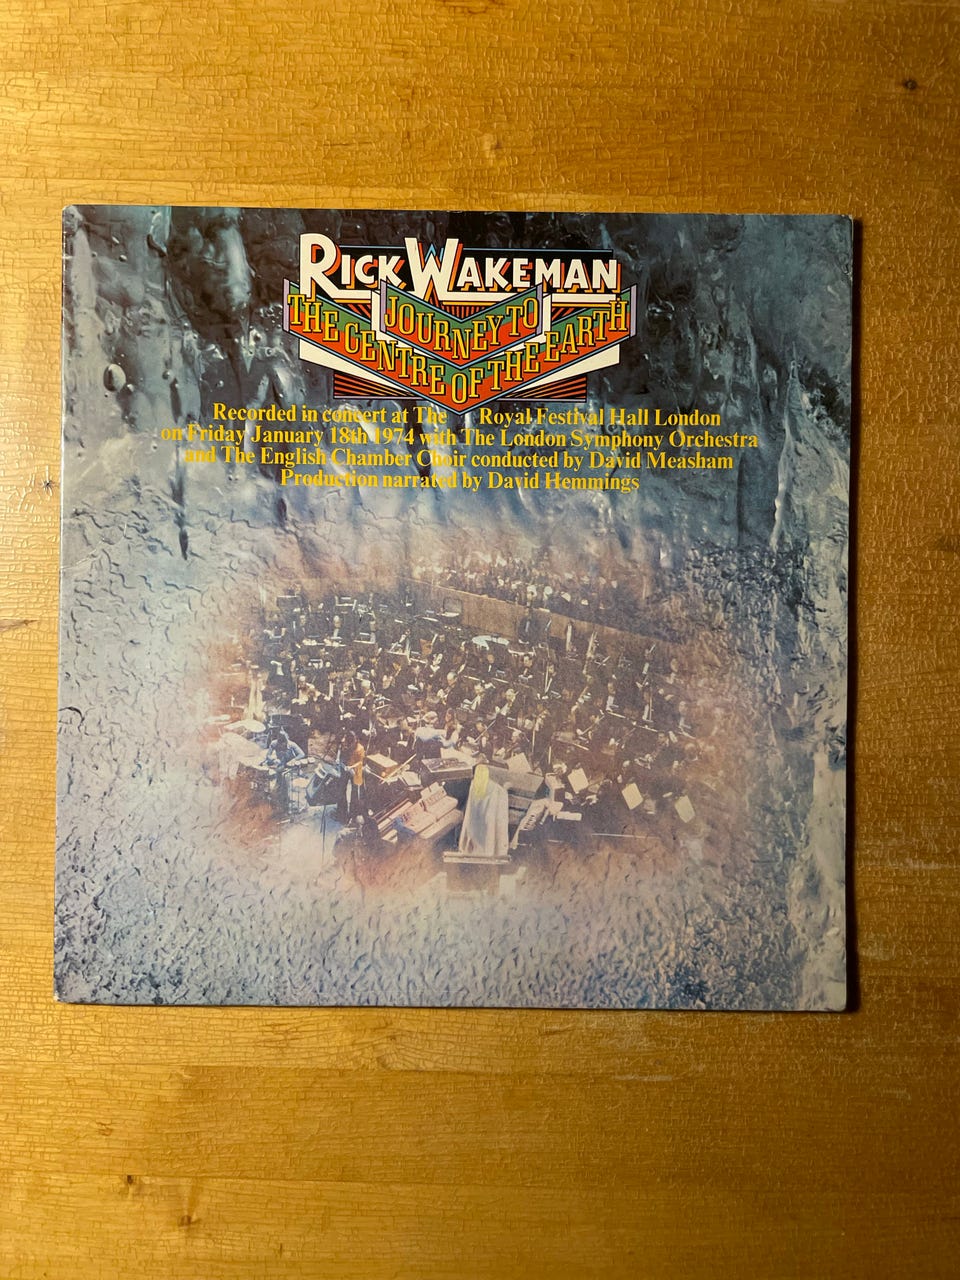 RICK WAKEMAN
JOURNEY TO
THE CENTRE OF THE EARTH
Recorded in concert at The Royal Festival Hall London
on Friday January 18th 1974 with The London Symphony Orchestra
and The English Chamber Choir conducted by David Measham
Production narrated by David Hemmings